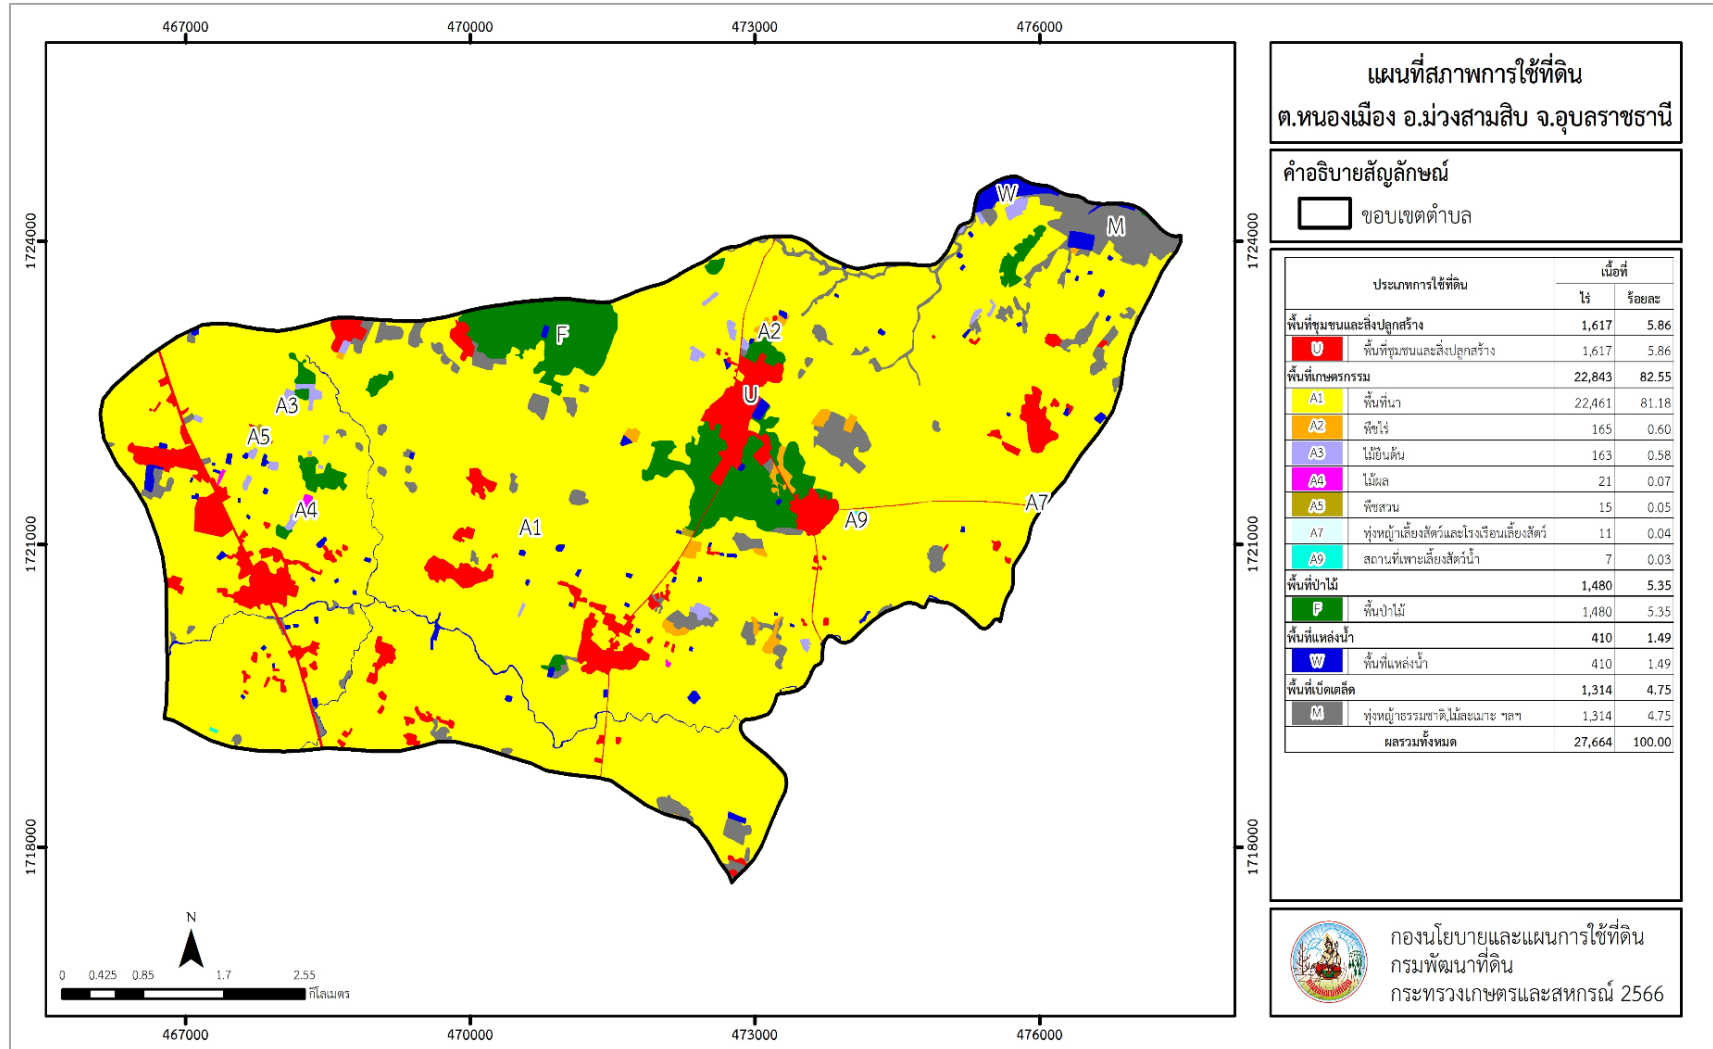 467000 470000 473000 476000
1724000
1721000
1718000
1724000
1721000
1718000
W
M
F
A2
U
A3
A5
A4
A1
A9
A7
N
0 0.425 0.85 1.7 2.55
กิโลเมตร
467000 470000 473000 476000
แผนที่สภาพการใช้ที่ดิน
ต.หนองเมือง อ.ม่วงสามสิบ จ.อุบลราชธานี
คำอธิบายสัญลักษณ์
ขอบเขตตำบล
ประเภทการใช้ที่ดิน เนื้อที่
ไร่ ร้อยละ
พื้นที่ชุมชนและสิ่งปลูกสร้าง 1,617 5.86
U พื้นที่ชุมชนและสิ่งปลูกสร้าง 1,617 5.86
พื้นที่เกษตรกรรม 22,843 82.55
A1 พื้นที่นา 22,461 81.18
A2 พืชไร่ 165 0.60
A3 ไม้ยืนต้น 163 0.58
A4 ไม้ผล 21 0.07
A5 พืชสวน 15 0.05
A7 ทุ่งหญ้าเลี้ยงสัตว์และโรงเรือนเลี้ยงสัตว์ 11 0.04
A9 สถานที่เพาะเลี้ยงสัตว์น้ำ 7 0.03
พื้นที่ป่าไม้ 1,480 5.35
F พื้นป่าไม้ 1,480 5.35
พื้นที่แหล่งน้ำ 410 1.49
W พื้นที่แหล่งน้ำ 410 1.49
พื้นที่เบ็ดเตล็ด 1,314 4.75
M ทุ่งหญ้าธรรมชาติ,ไม้ละเมาะ ฯลฯ 1,314 4.75
ผลรวมทั้งหมด 27,664 100.00
กองนโยบายและแผนการใช้ที่ดิน
กรมพัฒนาที่ดิน
กระทรวงเกษตรและสหกรณ์ 2566